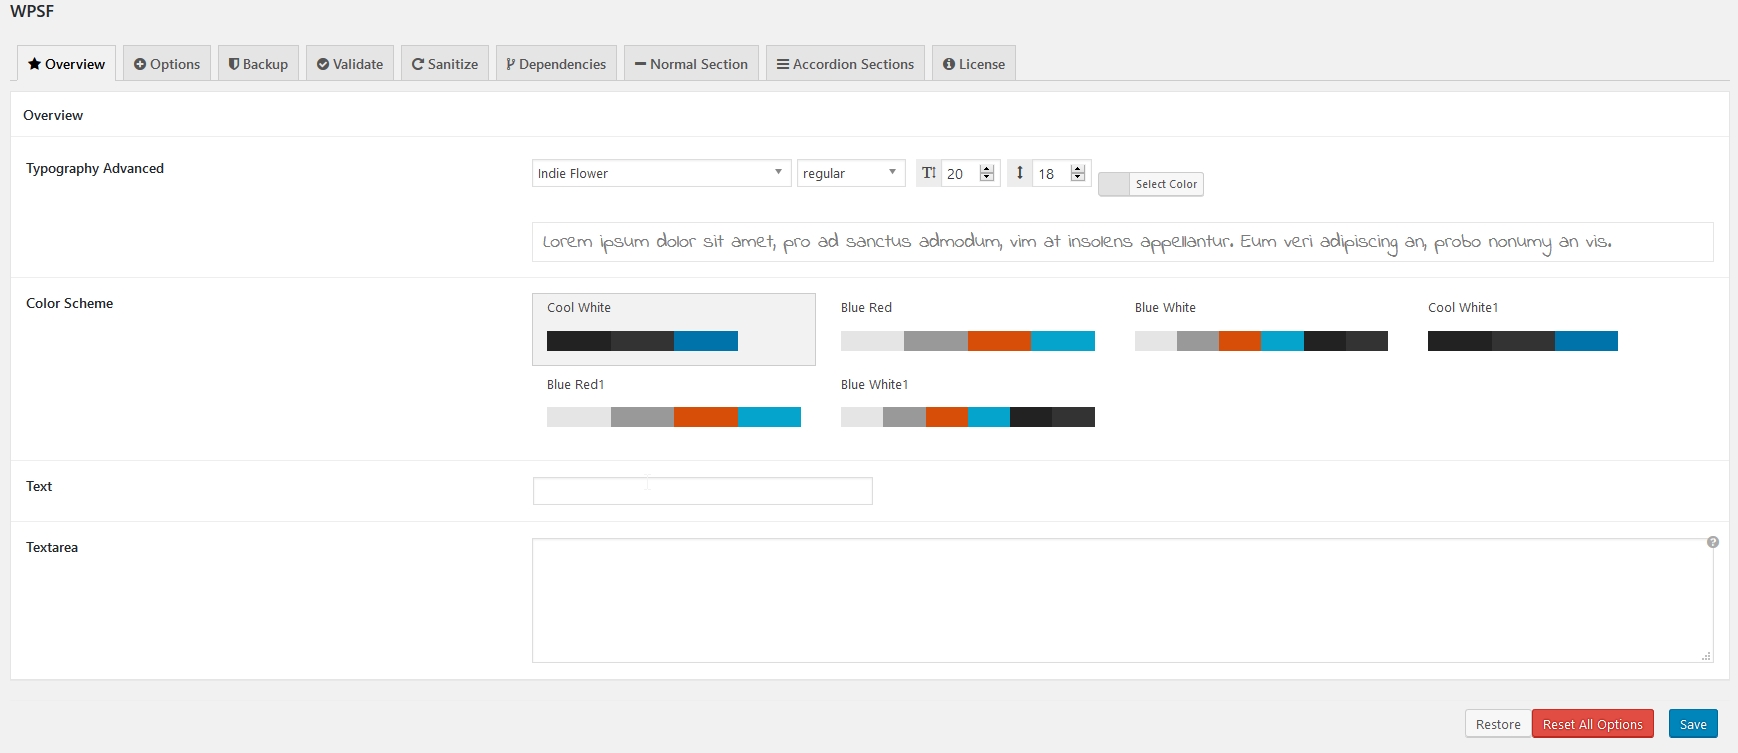 WPSF
Overview Options Backup Validate Sanitize Dependencies Normal Section Accordion Sections License
Overview
Typography Advanced Indie Flower regular 20 18 Select Color
Lorem ipsum dolor sit amet, pro ad sanctus admodum, vim at insolens appellantur. Eum veri adipiscing an, probo nonumy an vis.
Color Scheme Cool White Blue Red Blue White Cool White1
Blue Red1 Blue White1
Text
Textarea
Restore Reset All Options Save